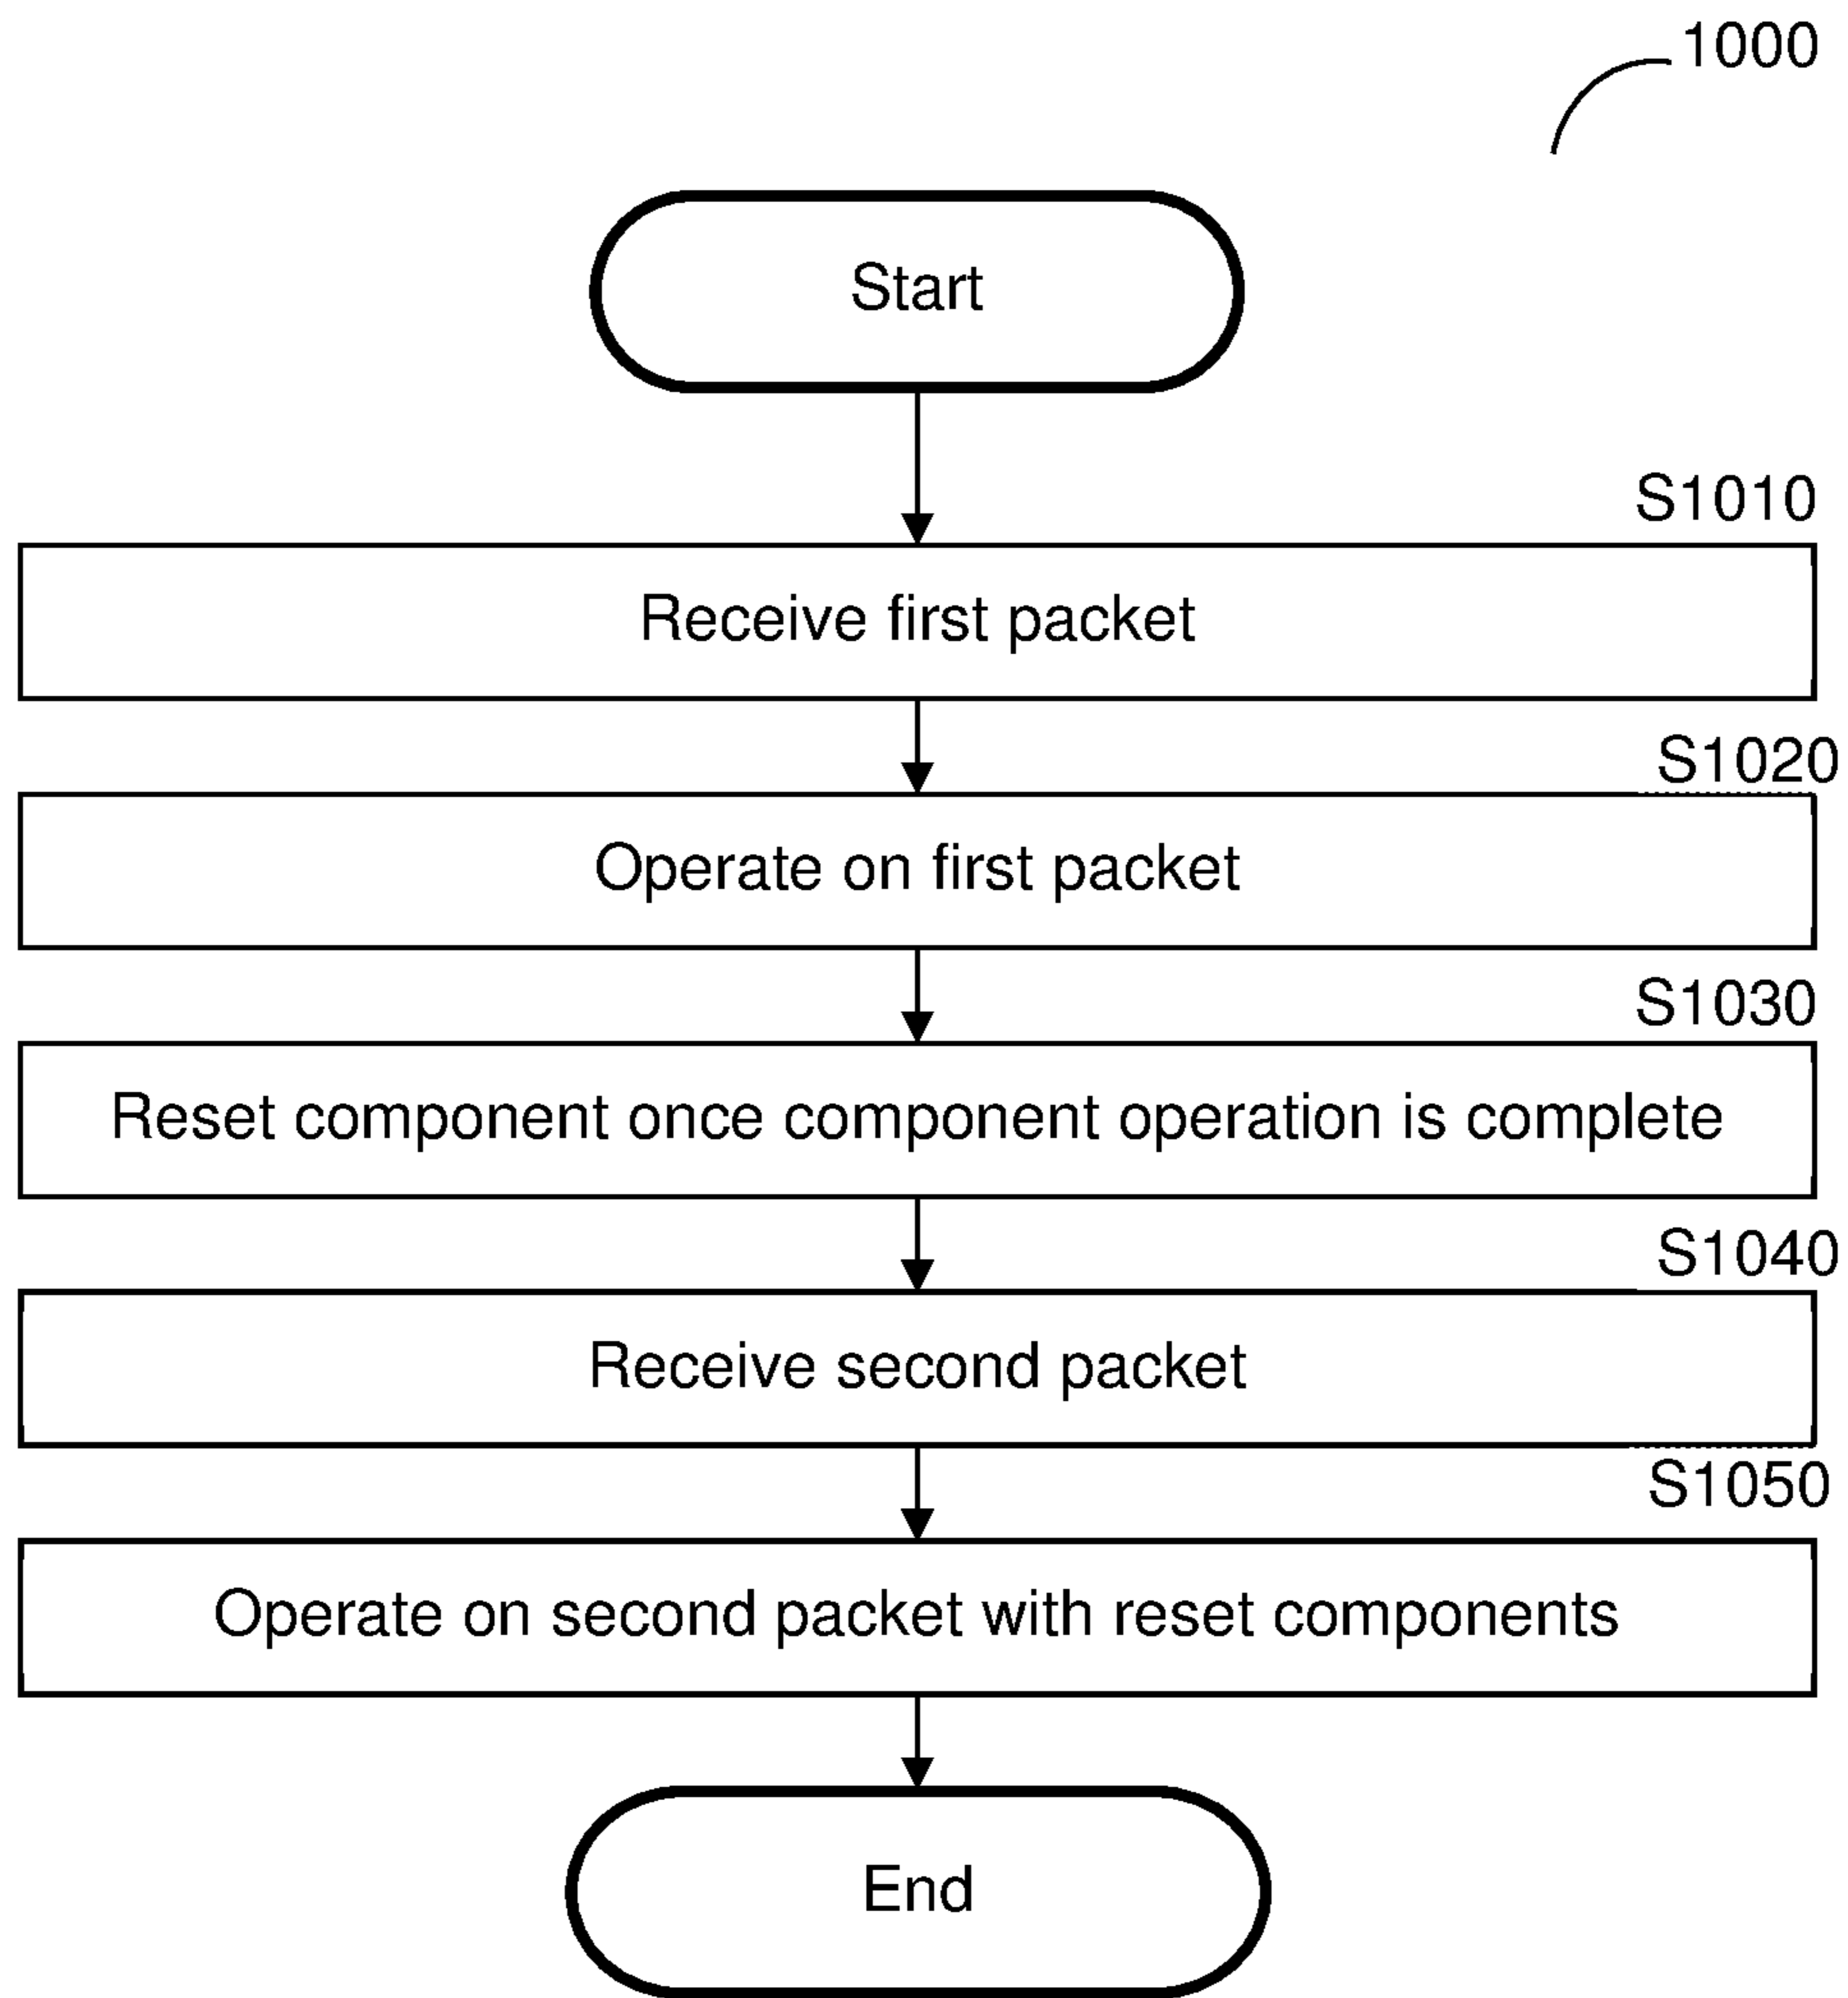 1000
Start
S1010
Receive first packet
S1020
Operate on first packet
S1030
Reset component once component operation is complete
S1040
Receive second packet
S1050
Operate on second packet with reset components
End